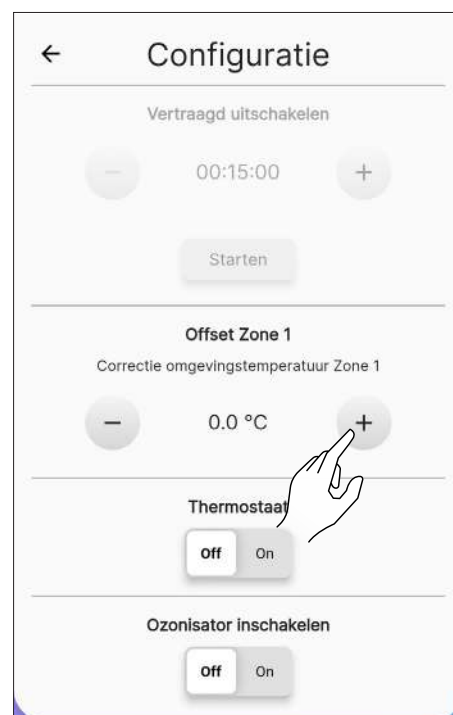 ← Configuratie
Vertraagd uitschakelen
− 00:15:00 +
Starten
Offset Zone 1
Correctie omgevingstemperatuur Zone 1
− 0.0 °C +
Thermostaat
Off On
Ozonisator inschakelen
Off On